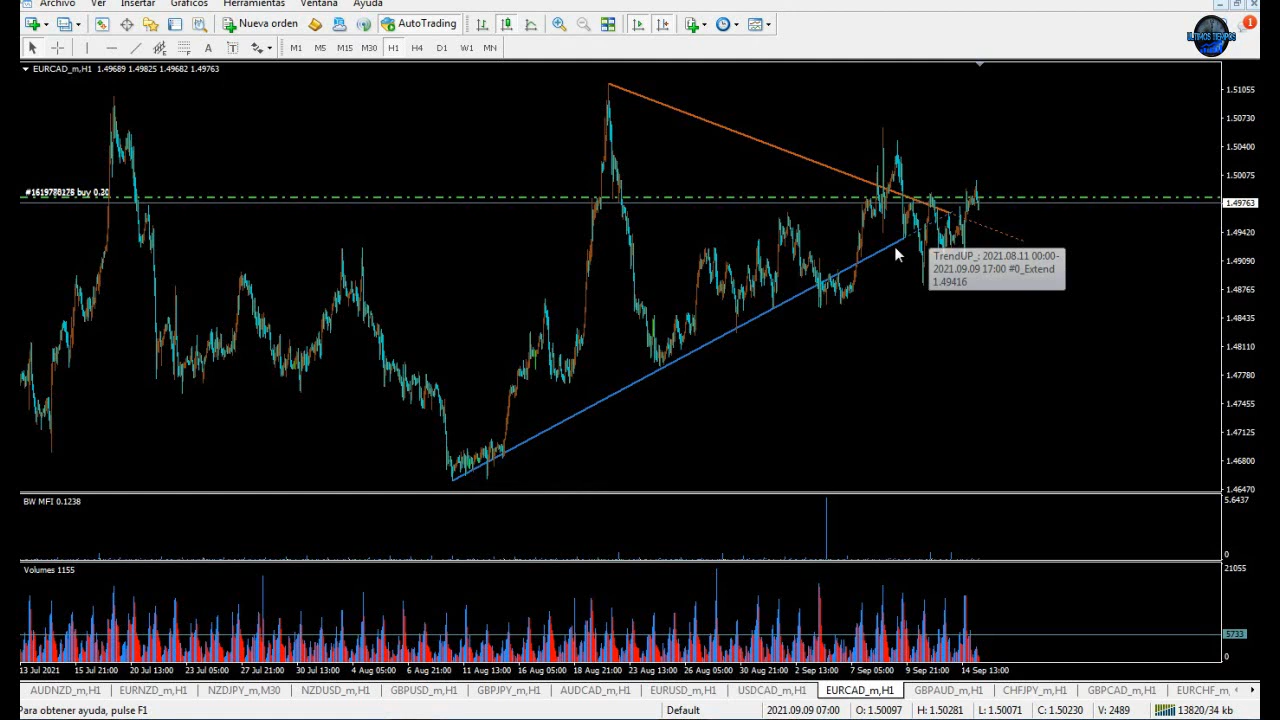 Archivo Ver Insertar Gráficos Herramientas Ventana Ayuda
Nueva orden AutoTrading 1
ULTIMOS TIEMPOS
A T M1 M5 M15 M30 H1 H4 D1 W1 MN
EURCAD_m,H1 1.49689 1.49825 1.49682 1.49763
1.51055
1.50730
1.50400
1.50075
#1619780175 buy 0.20
1.49763
1.49420
1.49090
1.48765
1.48435
1.48110
1.47780
1.47455
1.47125
1.46800
1.46470
TrendUP_: 2021.08.11 00:00-
2021.09.09 17:00 #0_Extend
1.49416
BW MFI 0.1238
5.6437
0
Volumes 1155
21055
5733
0
13 Jul 2021 15 Jul 21:00 20 Jul 13:00 23 Jul 05:00 27 Jul 21:00 30 Jul 13:00 4 Aug 05:00 6 Aug 21:00 11 Aug 13:00 16 Aug 05:00 18 Aug 21:00 23 Aug 13:00 26 Aug 05:00 30 Aug 21:00 2 Sep 13:00 7 Sep 05:00 9 Sep 21:00 14 Sep 13:00
AUDNZD_m,H1 EURNZD_m,H1 NZDJPY_m,M30 NZDUSD_m,H1 GBPUSD_m,H1 GBPJPY_m,H1 AUDCAD_m,H1 EURUSD_m,H1 USDCAD_m,H1 EURCAD_m,H1 GBPAUD_m,H1 CHFJPY_m,H1 GBPCAD_m,H1 EURCHF_m,
Para obtener ayuda, pulse F1 Default 2021.09.09 07:00 O: 1.50097 H: 1.50281 L: 1.50071 C: 1.50230 V: 2489 13820/34 kb